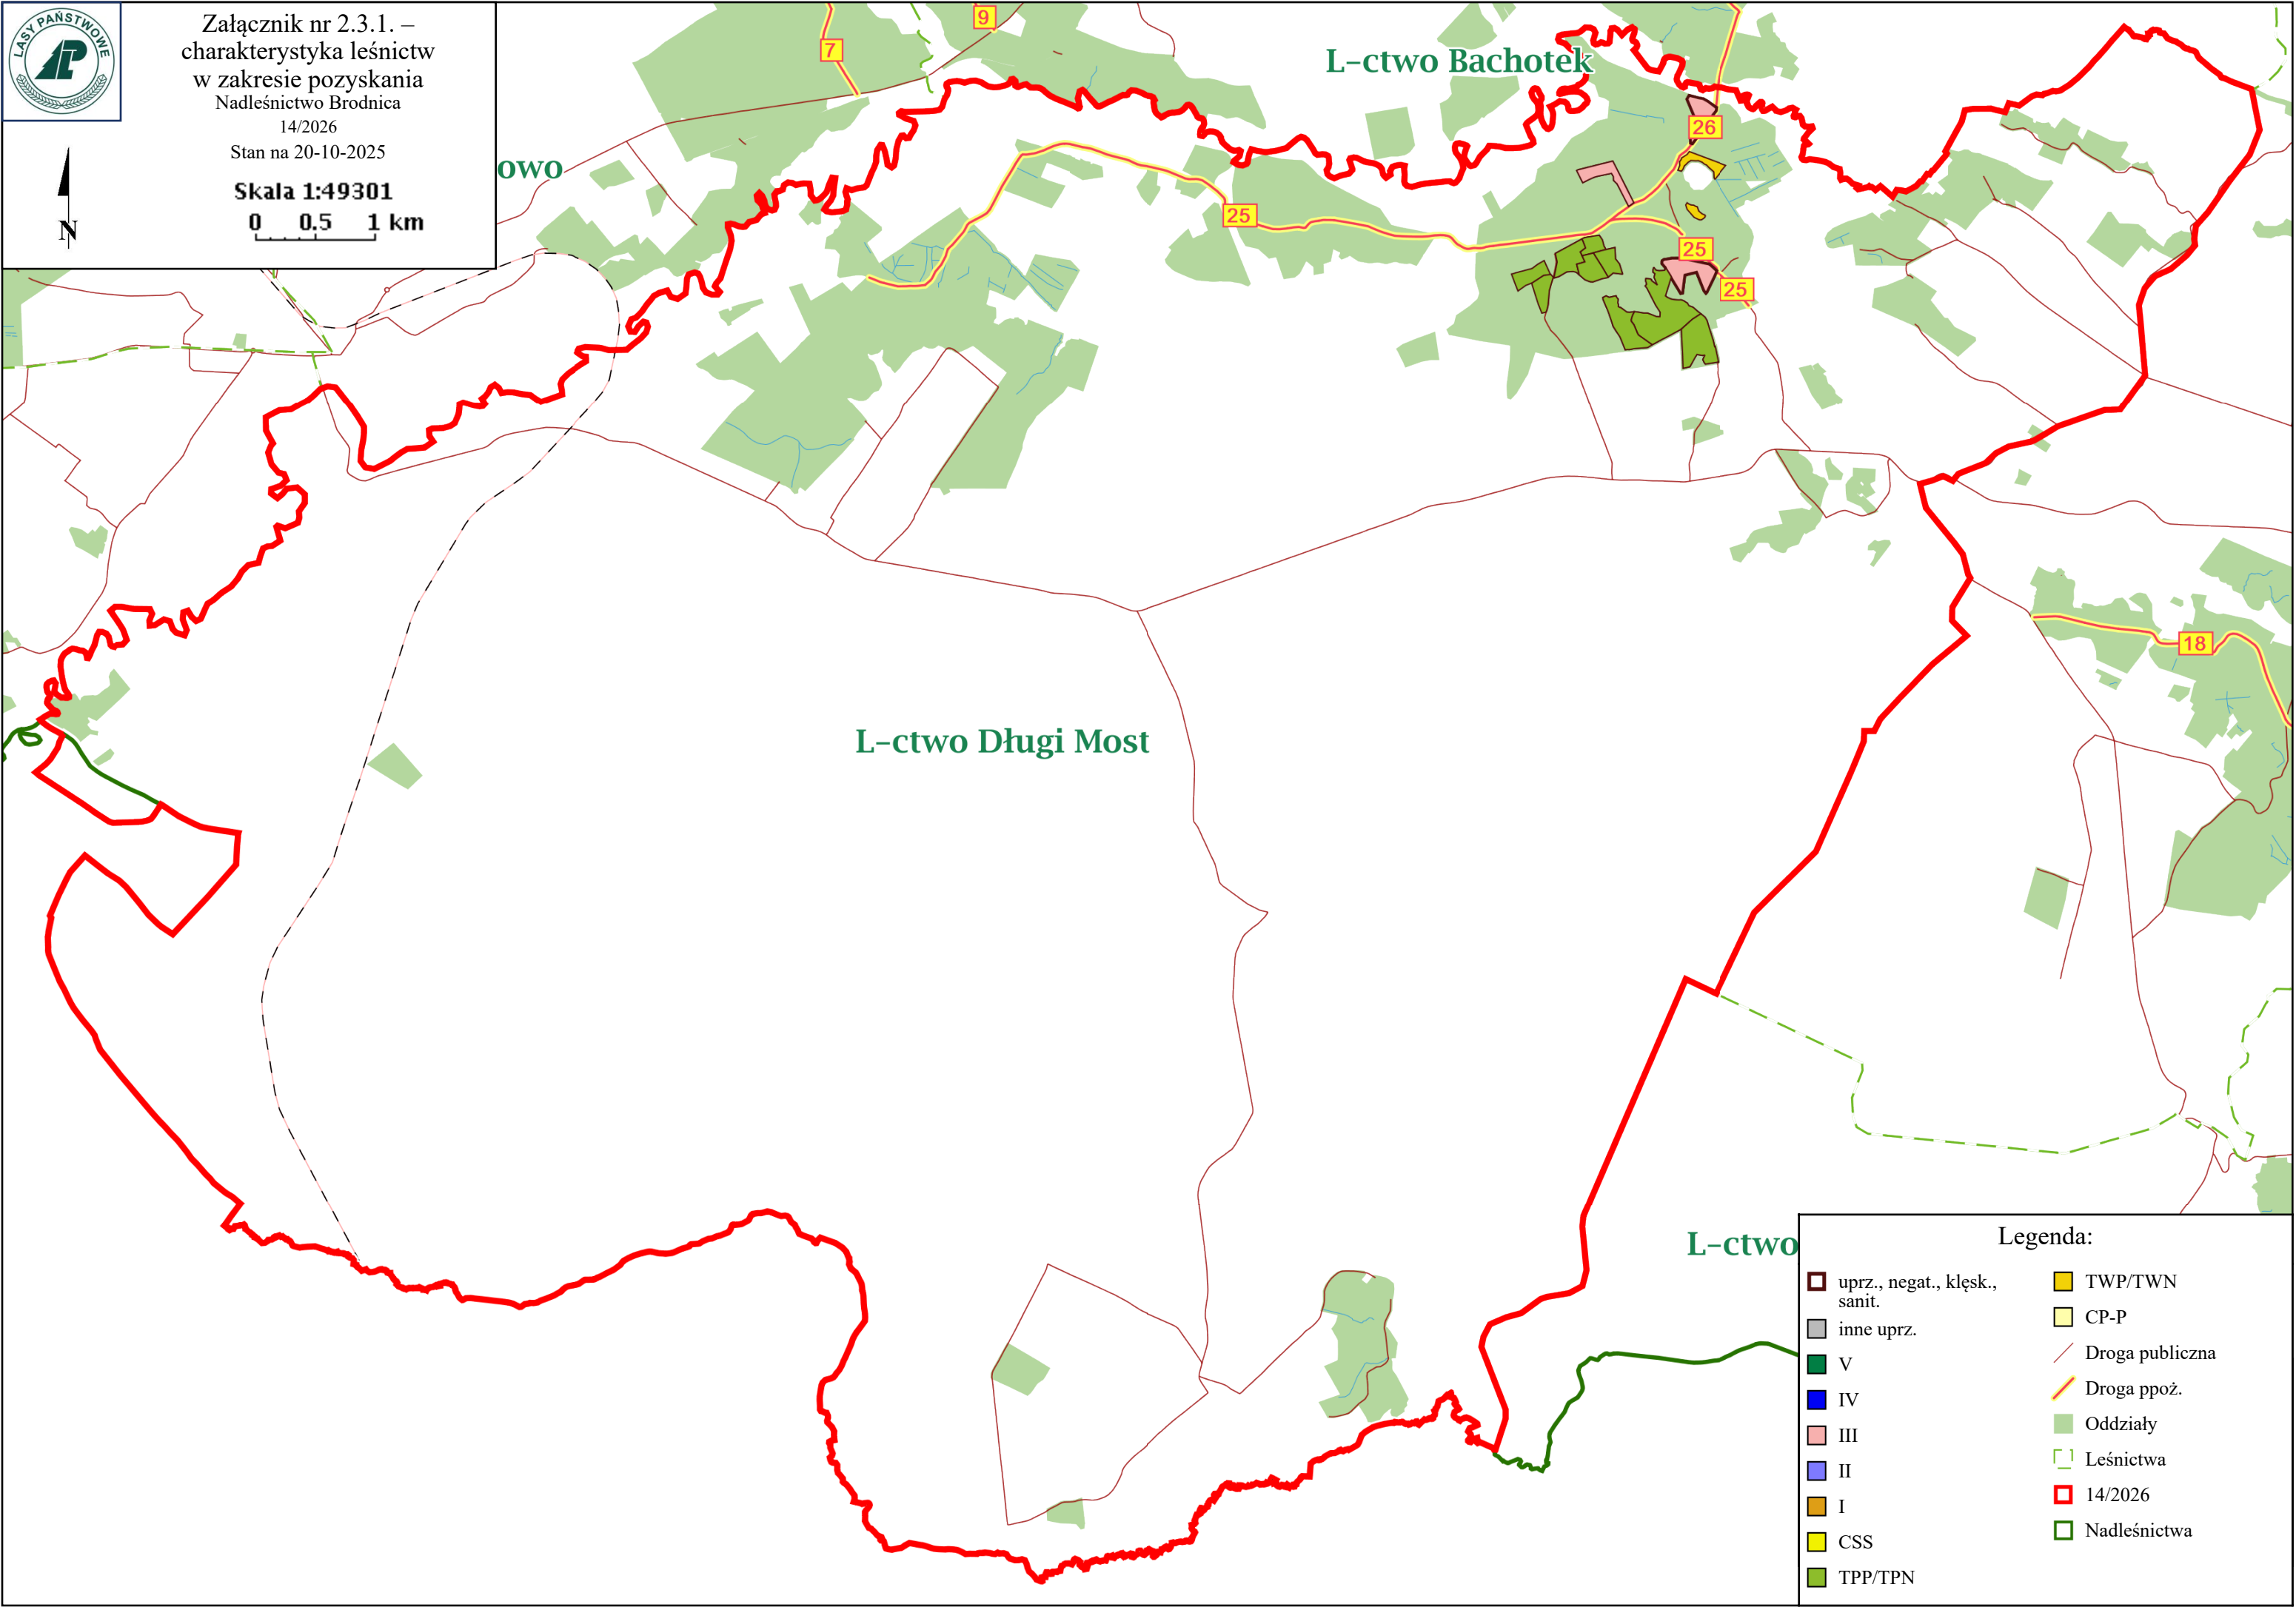 LASY PAŃSTWOWE
LP
Załącznik nr 2.3.1. –
charakterystyka leśnictw
w zakresie pozyskania
Nadleśnictwo Brodnica
14/2026
Stan na 20-10-2025
Skala 1:49301
0 0.5 1 km
N
7
9
owo
L-ctwo Bachotek
26
25
25
25
18
L-ctwo Długi Most
L-ctwo
Legenda:
uprz., negat., klęsk.,
sanit.
inne uprz.
V
IV
III
II
I
CSS
TPP/TPN
TWP/TWN
CP-P
Droga publiczna
Droga ppoż.
Oddziały
Leśnictwa
14/2026
Nadleśnictwa